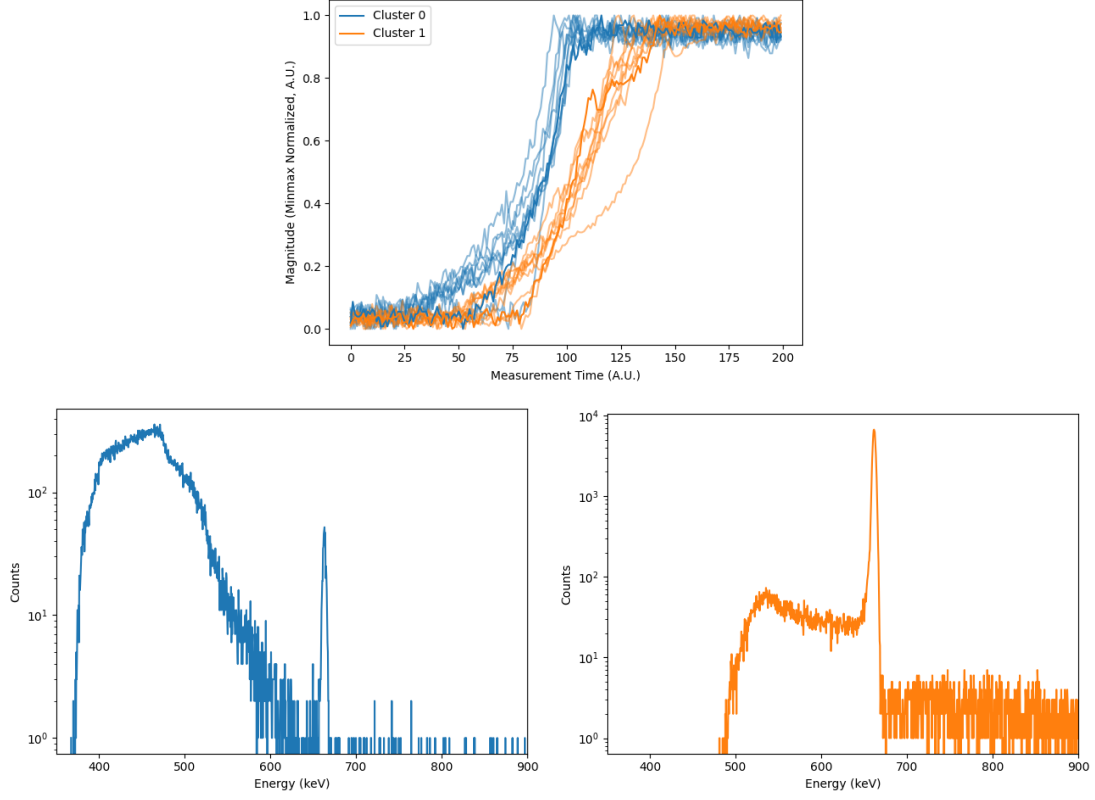 Cluster 0
Cluster 1
Magnitude (Minmax Normalized, A.U.)
1.0
0.8
0.6
0.4
0.2
0.0
0 25 50 75 100 125 150 175 200
Measurement Time (A.U.)
Counts
10²
10¹
10⁰
400 500 600 700 800 900
Energy (keV)
Counts
10⁴
10³
10²
10¹
10⁰
400 500 600 700 800 900
Energy (keV)